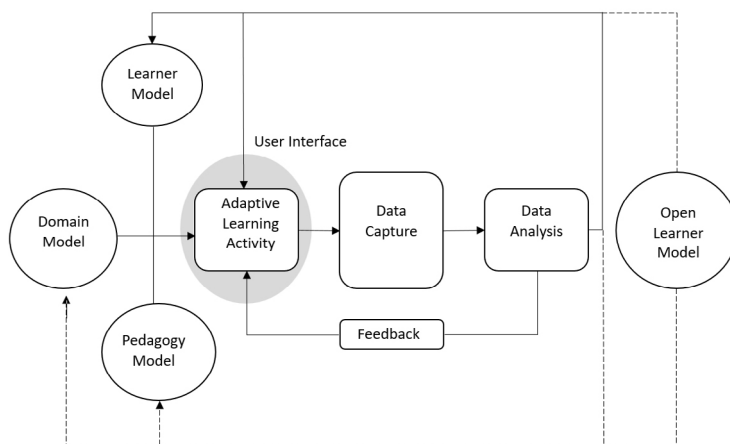 Learner
Model
User Interface
Domain
Model
Adaptive
Learning
Activity
Data
Capture
Data
Analysis
Open
Learner
Model
Pedagogy
Model
Feedback